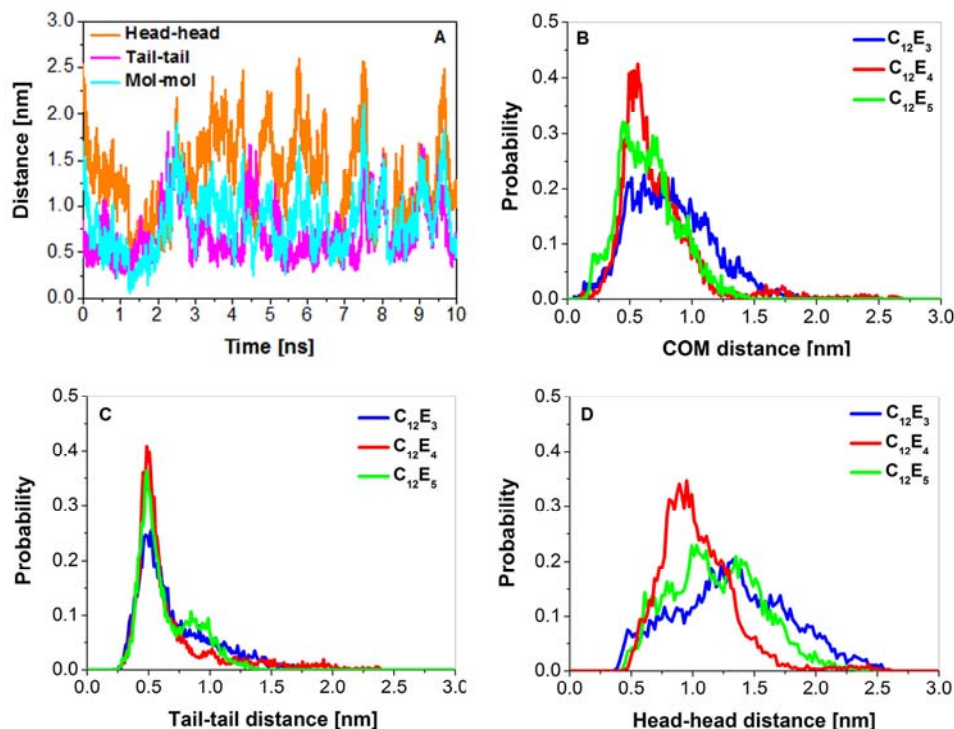 A
Head-head
Tail-tail
Mol-mol
3.0
2.5
2.0
1.5
1.0
0.5
0.0
0 1 2 3 4 5 6 7 8 9 10
Distance [nm]
Time [ns]
B
C₁₂E₃
C₁₂E₄
C₁₂E₅
0.5
0.4
0.3
0.2
0.1
0.0
0.0 0.5 1.0 1.5 2.0 2.5 3.0
Probability
COM distance [nm]
C
C₁₂E₃
C₁₂E₄
C₁₂E₅
0.5
0.4
0.3
0.2
0.1
0.0
0.0 0.5 1.0 1.5 2.0 2.5 3.0
Probability
Tail-tail distance [nm]
D
C₁₂E₃
C₁₂E₄
C₁₂E₅
0.5
0.4
0.3
0.2
0.1
0.0
0.0 0.5 1.0 1.5 2.0 2.5 3.0
Probability
Head-head distance [nm]